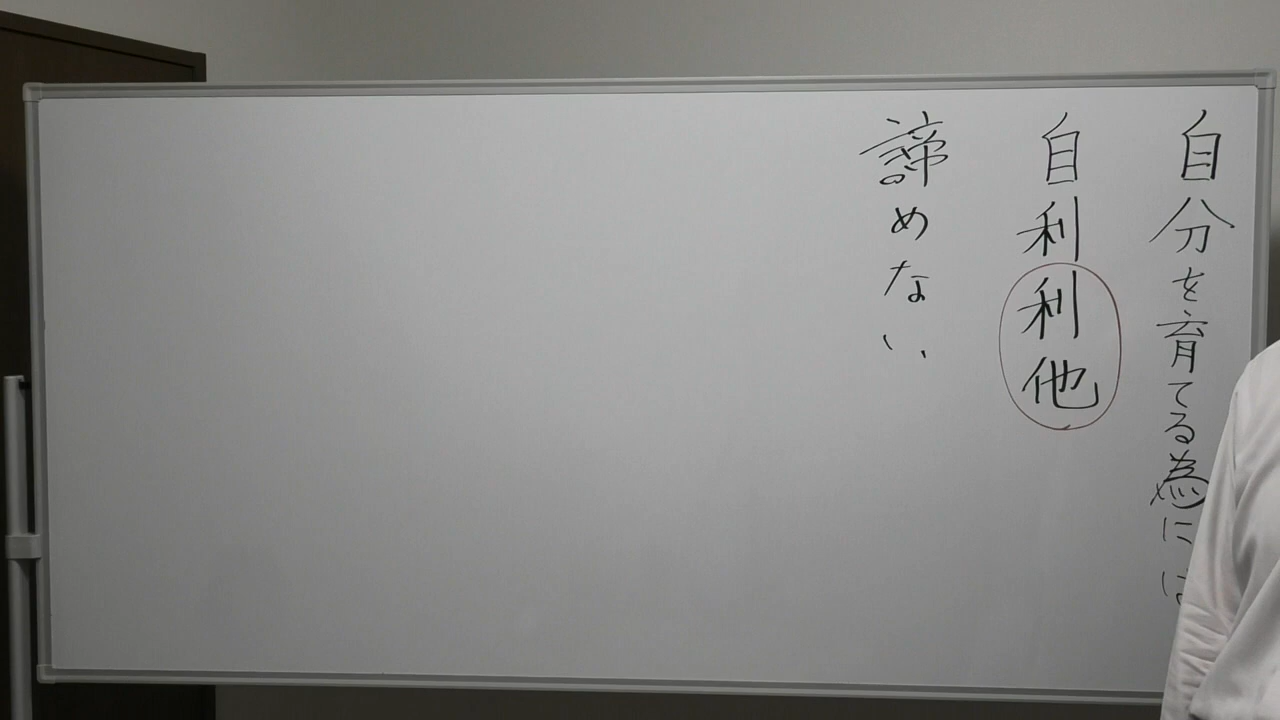 自分を育てる為には
自利利他
諦めない